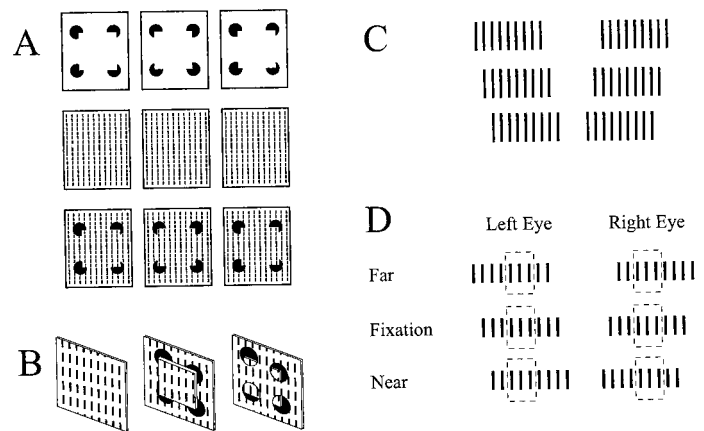 A
B
C
D
Left Eye Right Eye
Far
Fixation
Near